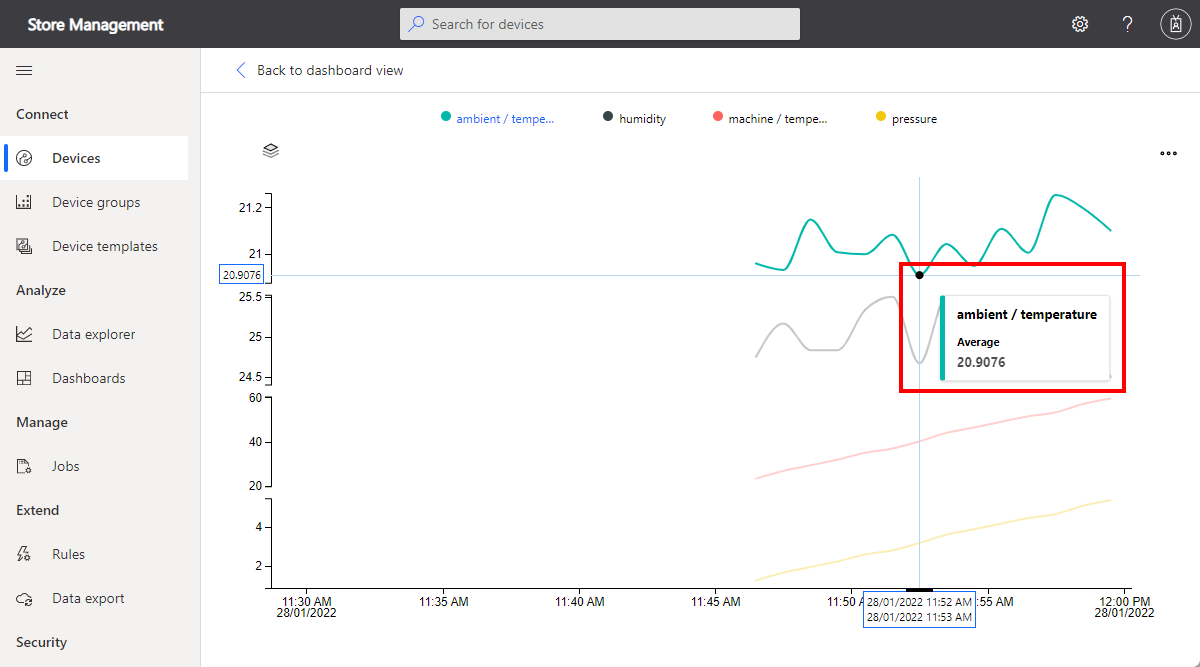 Store Management
Search for devices
?
Back to dashboard view
Connect
Devices
Device groups
Device templates
Analyze
Data explorer
Dashboards
Manage
Jobs
Extend
Rules
Data export
Security
ambient / tempe...
humidity
machine / tempe...
pressure
21.2
21
20.9076
25.5
25
24.5
60
40
20
4
2
ambient / temperature
Average
20.9076
11:30 AM
28/01/2022
11:35 AM
11:40 AM
11:45 AM
11:50
28/01/2022 11:52 AM
28/01/2022 11:53 AM
:55 AM
12:00 PM
28/01/2022